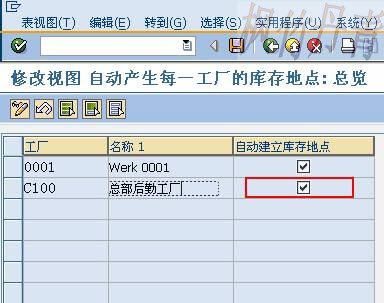 表视图(T) 编辑(E) 转到(G) 选择(S) 实用程序(U) 系统(Y)
修改视图 自动产生每一工厂的库存地点: 总览
工厂 名称 1 自动建立库存地点
0001 Werk 0001
C100 总部后勤工厂